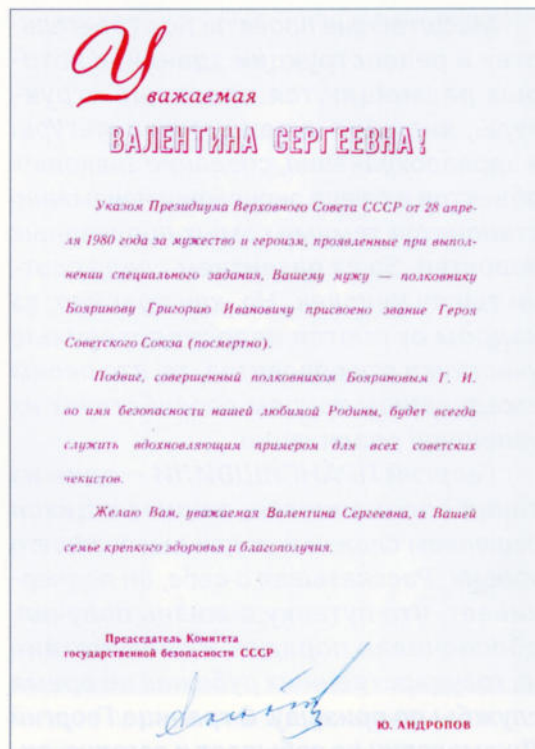 Уважаемая
ВАЛЕНТИНА СЕРГЕЕВНА!
Указом Президиума Верховного Совета СССР от 28 апре-
ля 1980 года за мужество и героизм, проявленные при выпол-
нении специального задания, Вашему мужу — полковнику
Бояринову Григорию Ивановичу присвоено звание Героя
Советского Союза (посмертно).
Подвиг, совершенный полковником Бояриновым Г. И.
во имя безопасности нашей любимой Родины, будет всегда
служить вдохновляющим примером для всех советских
чекистов.
Желаю Вам, уважаемая Валентина Сергеевна, и Вашей
семье крепкого здоровья и благополучия.
Председатель Комитета
государственной безопасности СССР
Ю. АНДРОПОВ